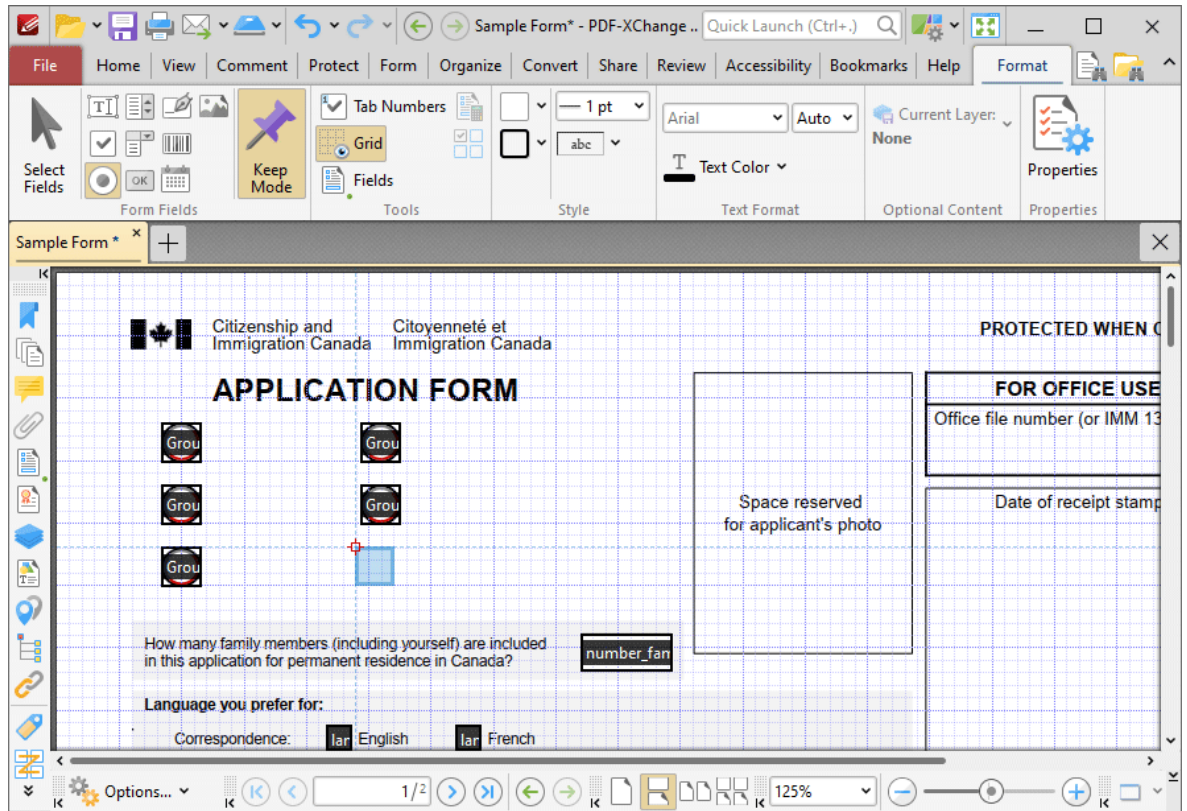 Sample Form* - PDF-XChange ..
Quick Launch (Ctrl+.)
File
Home
View
Comment
Protect
Form
Organize
Convert
Share
Review
Accessibility
Bookmarks
Help
Format
Select
Fields
OK
Keep
Mode
Form Fields
Tab Numbers
Grid
Fields
Tools
1 pt
abc
Style
Arial
Auto
T Text Color
Text Format
Current Layer:
None
Optional Content
Properties
Properties
Sample Form *
Citizenship and
Immigration Canada
Citoyenneté et
Immigration Canada
PROTECTED WHEN
APPLICATION FORM
FOR OFFICE USE
Office file number (or IMM 13
Grou
Grou
Grou
Grou
Grou
Space reserved
for applicant's photo
Date of receipt stamp
How many family members (including yourself) are included
in this application for permanent residence in Canada?
number_fam
Language you prefer for:
Correspondence:
lar
English
lar
French
Options...
1/2
125%